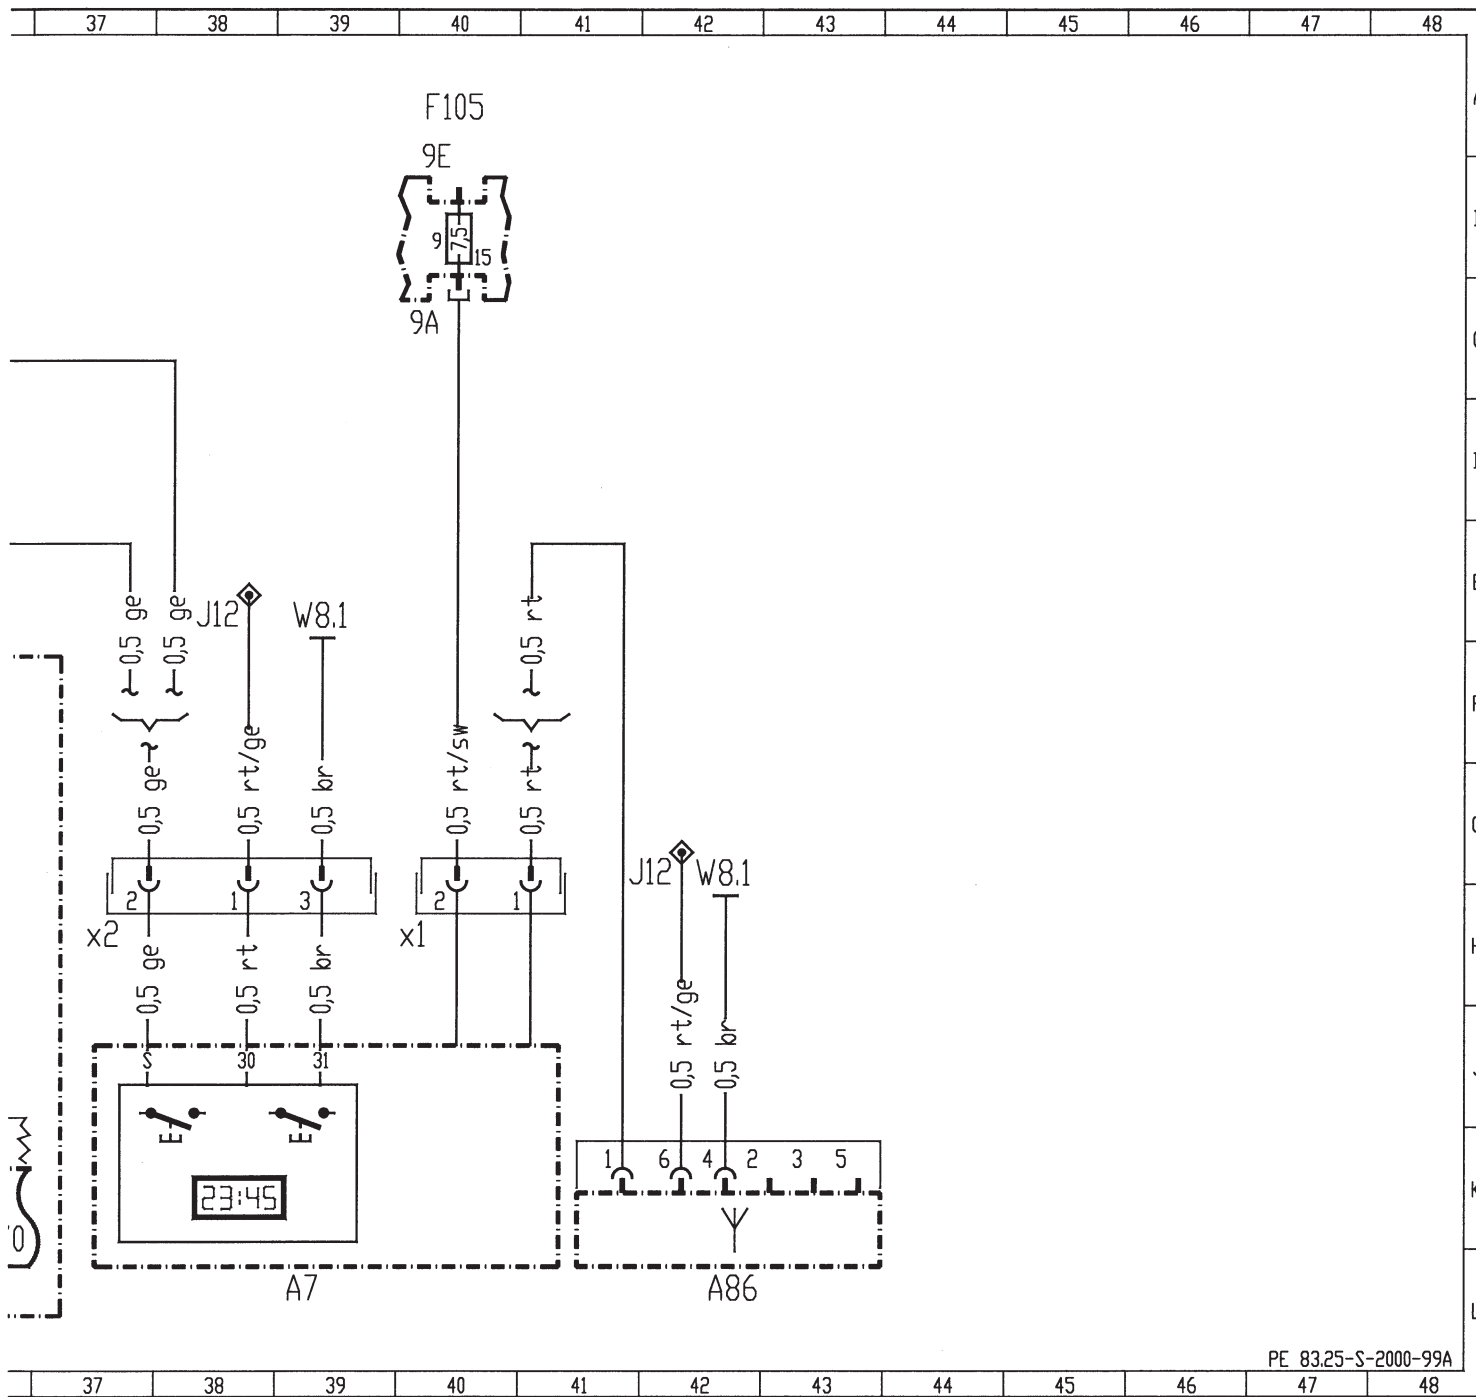 37 38 39 40 41 42 43 44 45 46 47 48
F105
9E
9 7,5 15
9A
0,5 ge 0,5 ge J12 W8.1 0,5 rt
0,5 ge 0,5 rt/ge 0,5 br 0,5 rt/sw 0,5 rt
J12 W8.1
2 1 3 2 1
x2 x1
0,5 ge 0,5 rt 0,5 br
0,5 rt/ge 0,5 br
S 30 31
1 6 4 2 3 5
23:45
A7 A86
PE 83.25-S-2000-99A
37 38 39 40 41 42 43 44 45 46 47 48